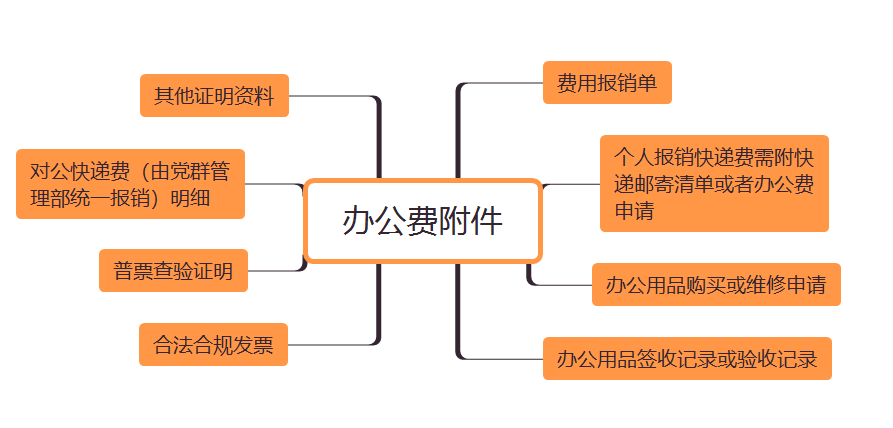 其他证明资料
对公快递费（由党群管
理部统一报销）明细
普票查验证明
合法合规发票
办公费附件
费用报销单
个人报销快递费需附快
递邮寄清单或者办公费
申请
办公用品购买或维修申请
办公用品签收记录或验收记录